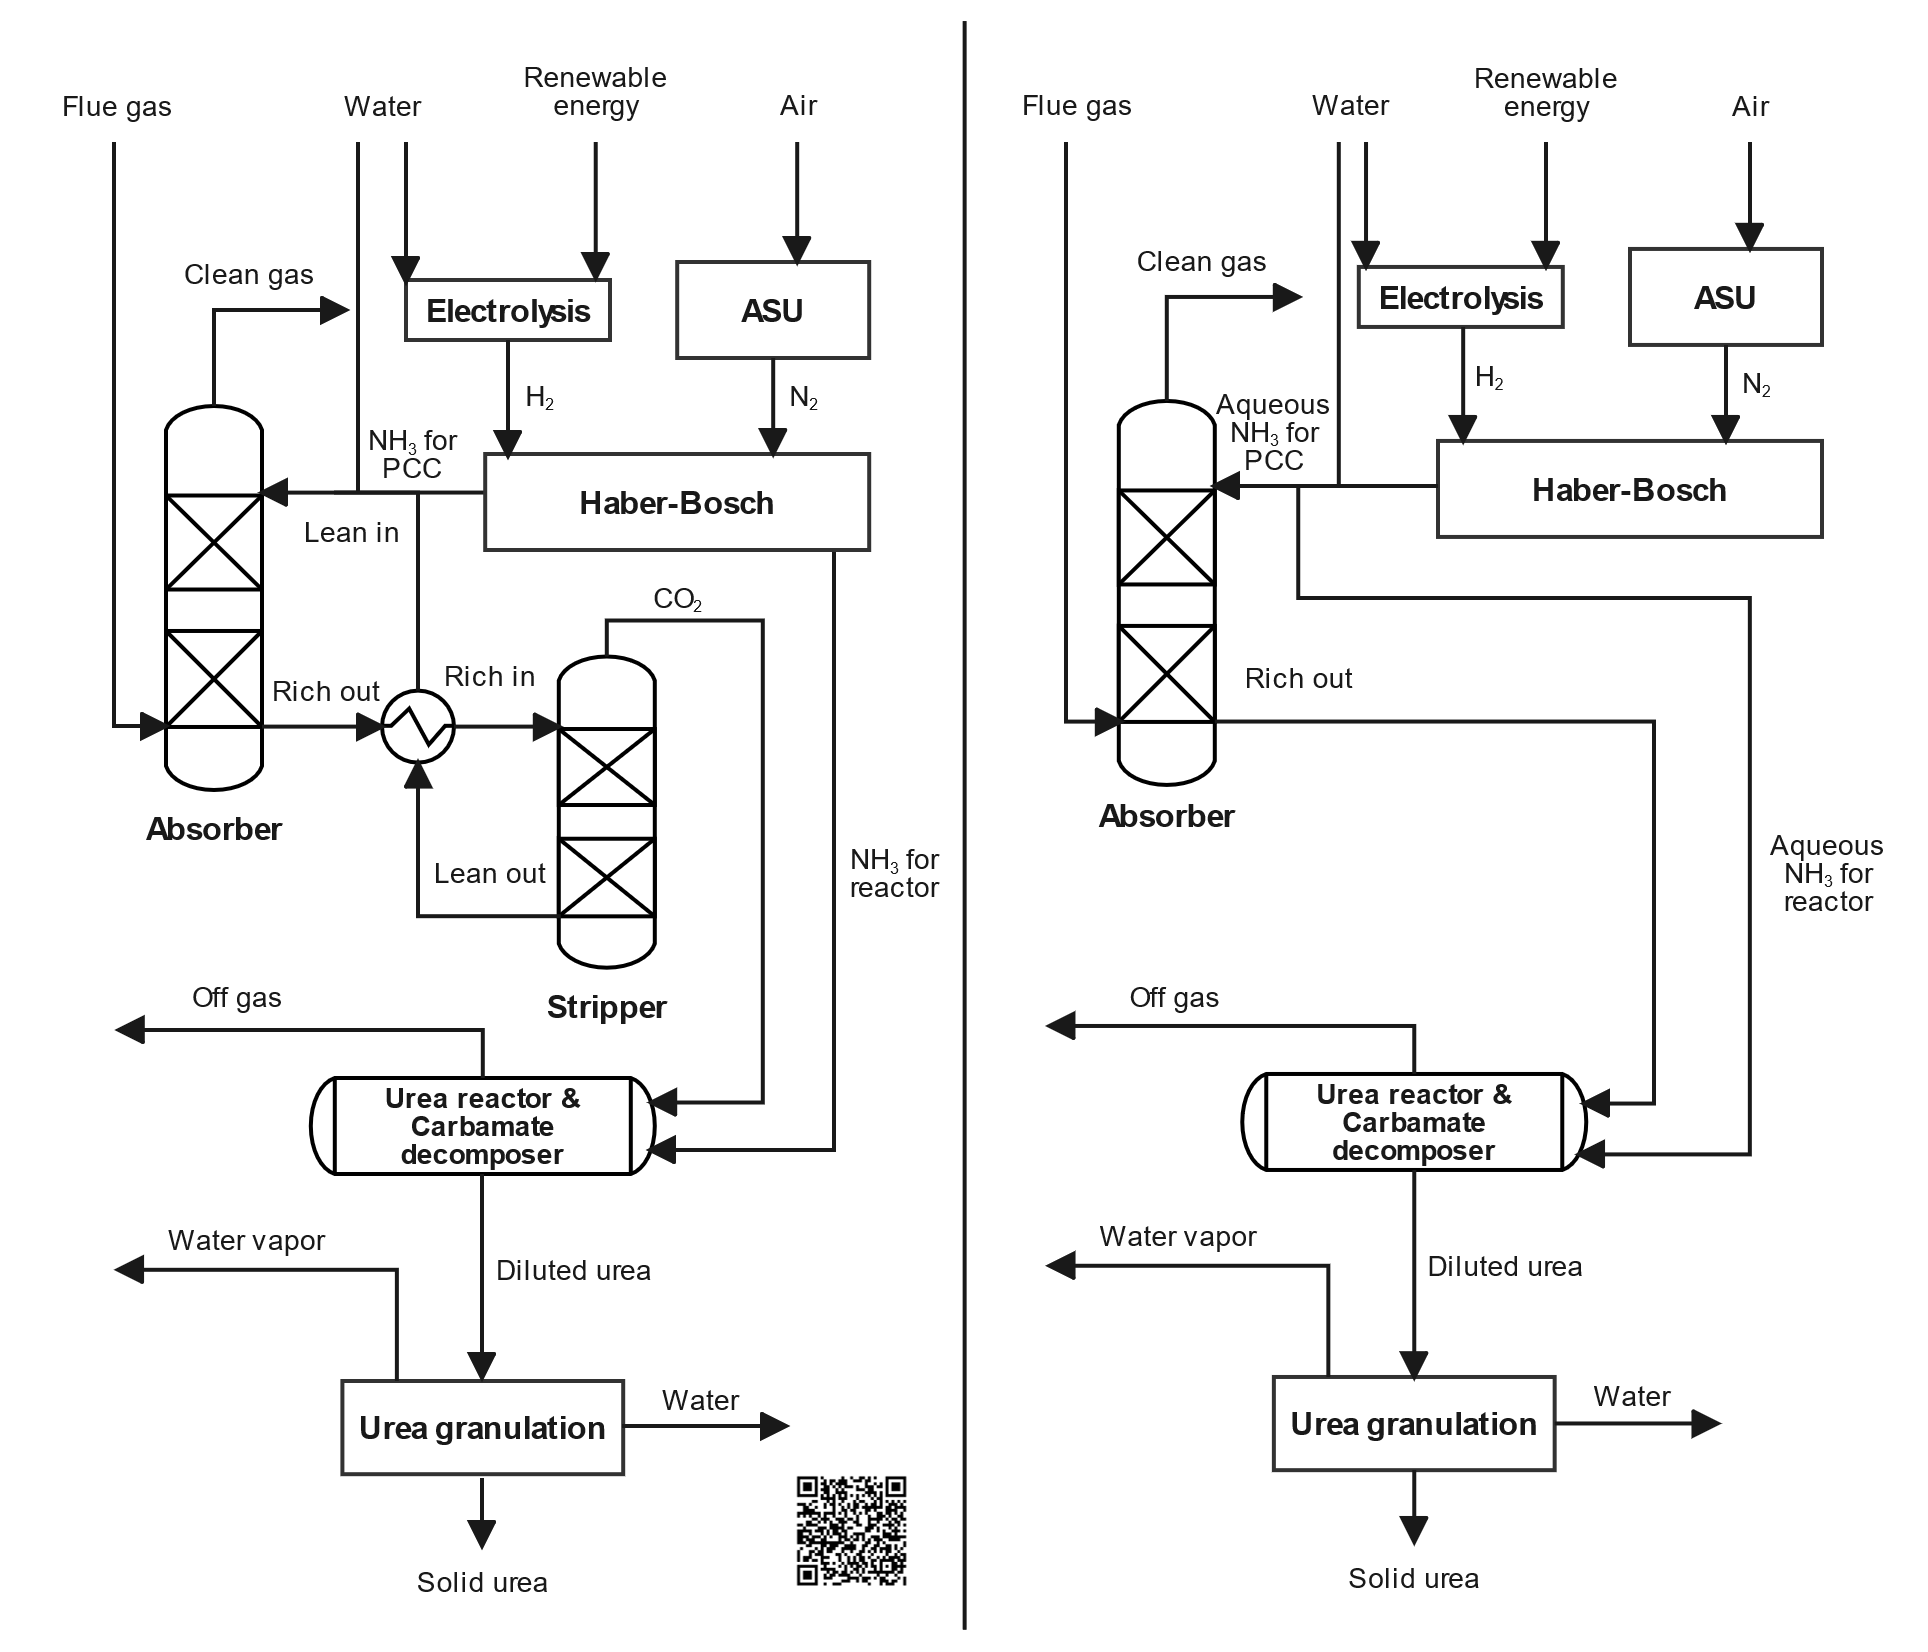 Flue gas
Water
Renewable
energy
Air
Clean gas
Electrolysis
ASU
H₂
N₂
NH₃ for
PCC
Haber-Bosch
Lean in
CO₂
Rich out
Rich in
Absorber
Lean out
NH₃ for
reactor
Stripper
Off gas
Urea reactor &
Carbamate
decomposer
Water vapor
Diluted urea
Urea granulation
Water
Solid urea
Flue gas
Water
Renewable
energy
Air
Clean gas
Electrolysis
ASU
H₂
N₂
Aqueous
NH₃ for
PCC
Haber-Bosch
Rich out
Absorber
Aqueous
NH₃ for
reactor
Off gas
Urea reactor &
Carbamate
decomposer
Water vapor
Diluted urea
Urea granulation
Water
Solid urea